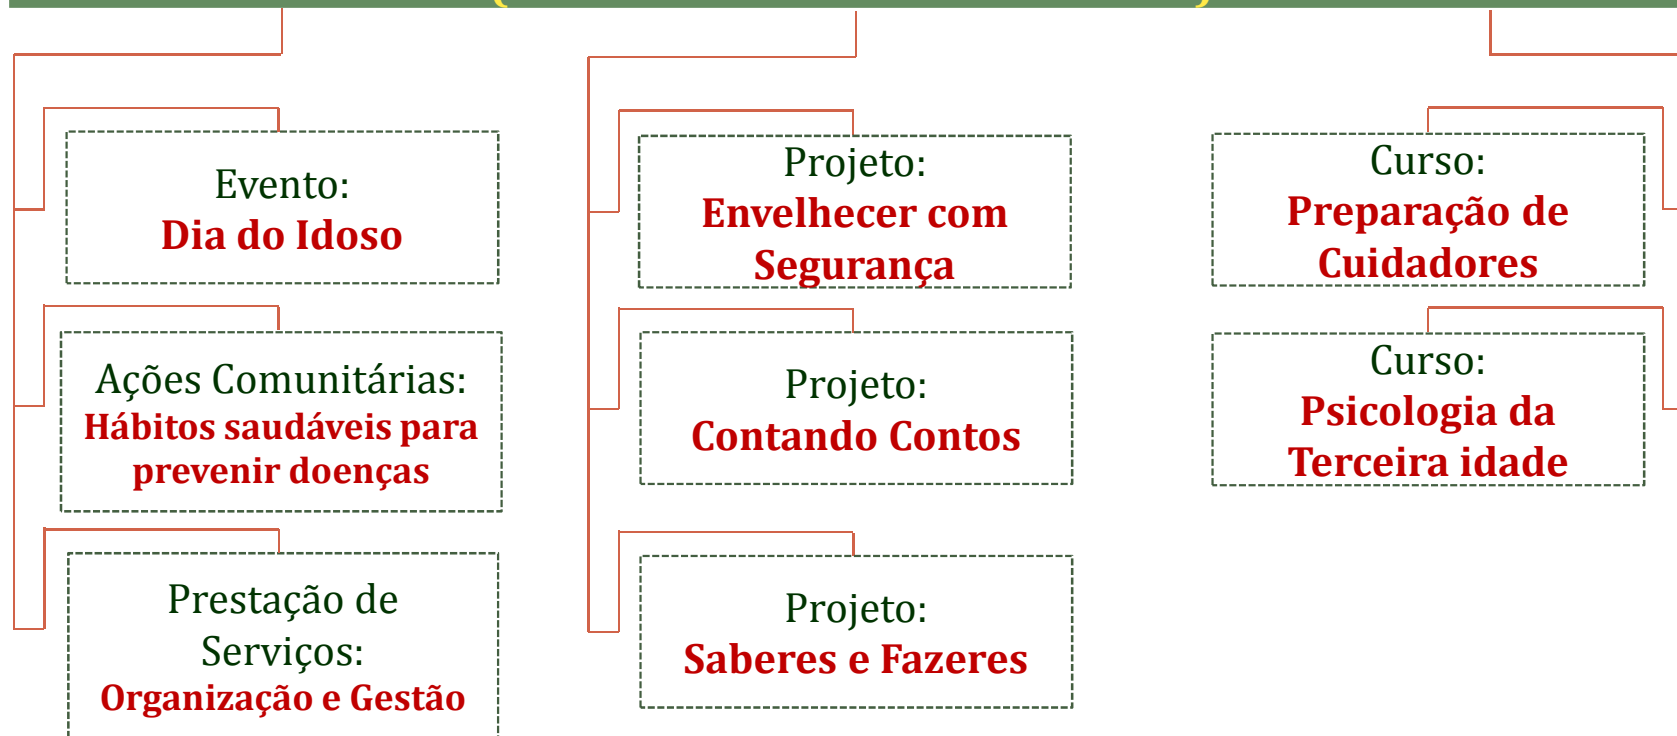 Evento:
Dia do Idoso
Ações Comunitárias:
Hábitos saudáveis para
prevenir doenças
Prestação de
Serviços:
Organização e Gestão
Projeto:
Envelhecer com
Segurança
Projeto:
Contando Contos
Projeto:
Saberes e Fazeres
Curso:
Preparação de
Cuidadores
Curso:
Psicologia da
Terceira idade